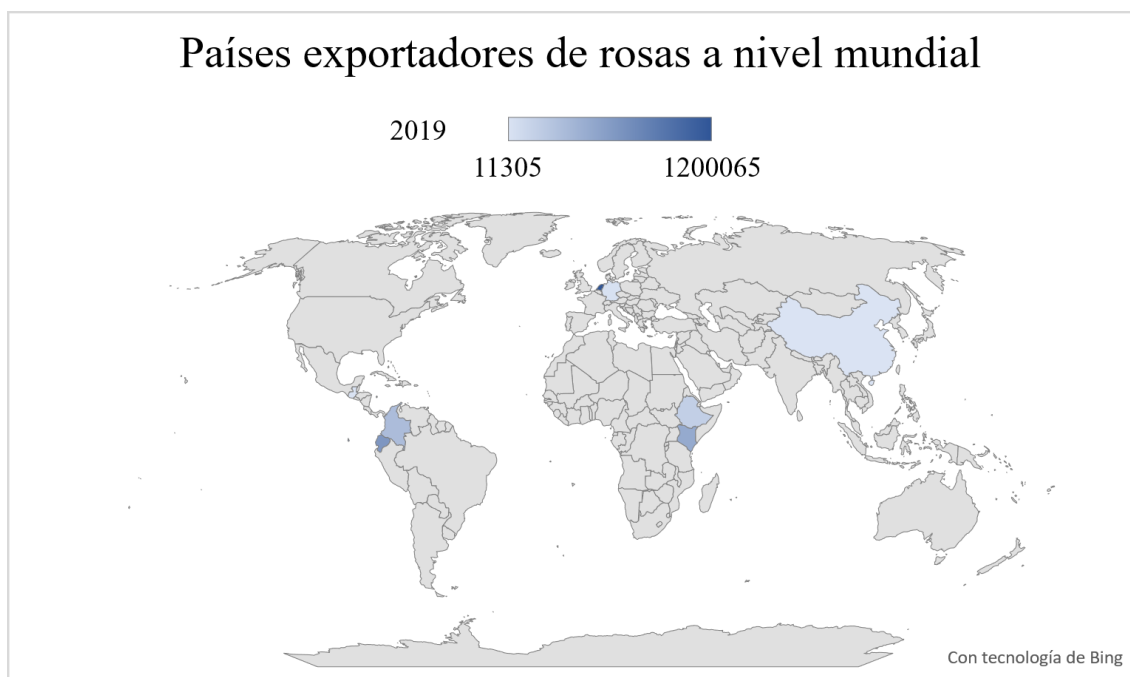 Países exportadores de rosas a nivel mundial
2019
11305 1200065
Con tecnología de Bing